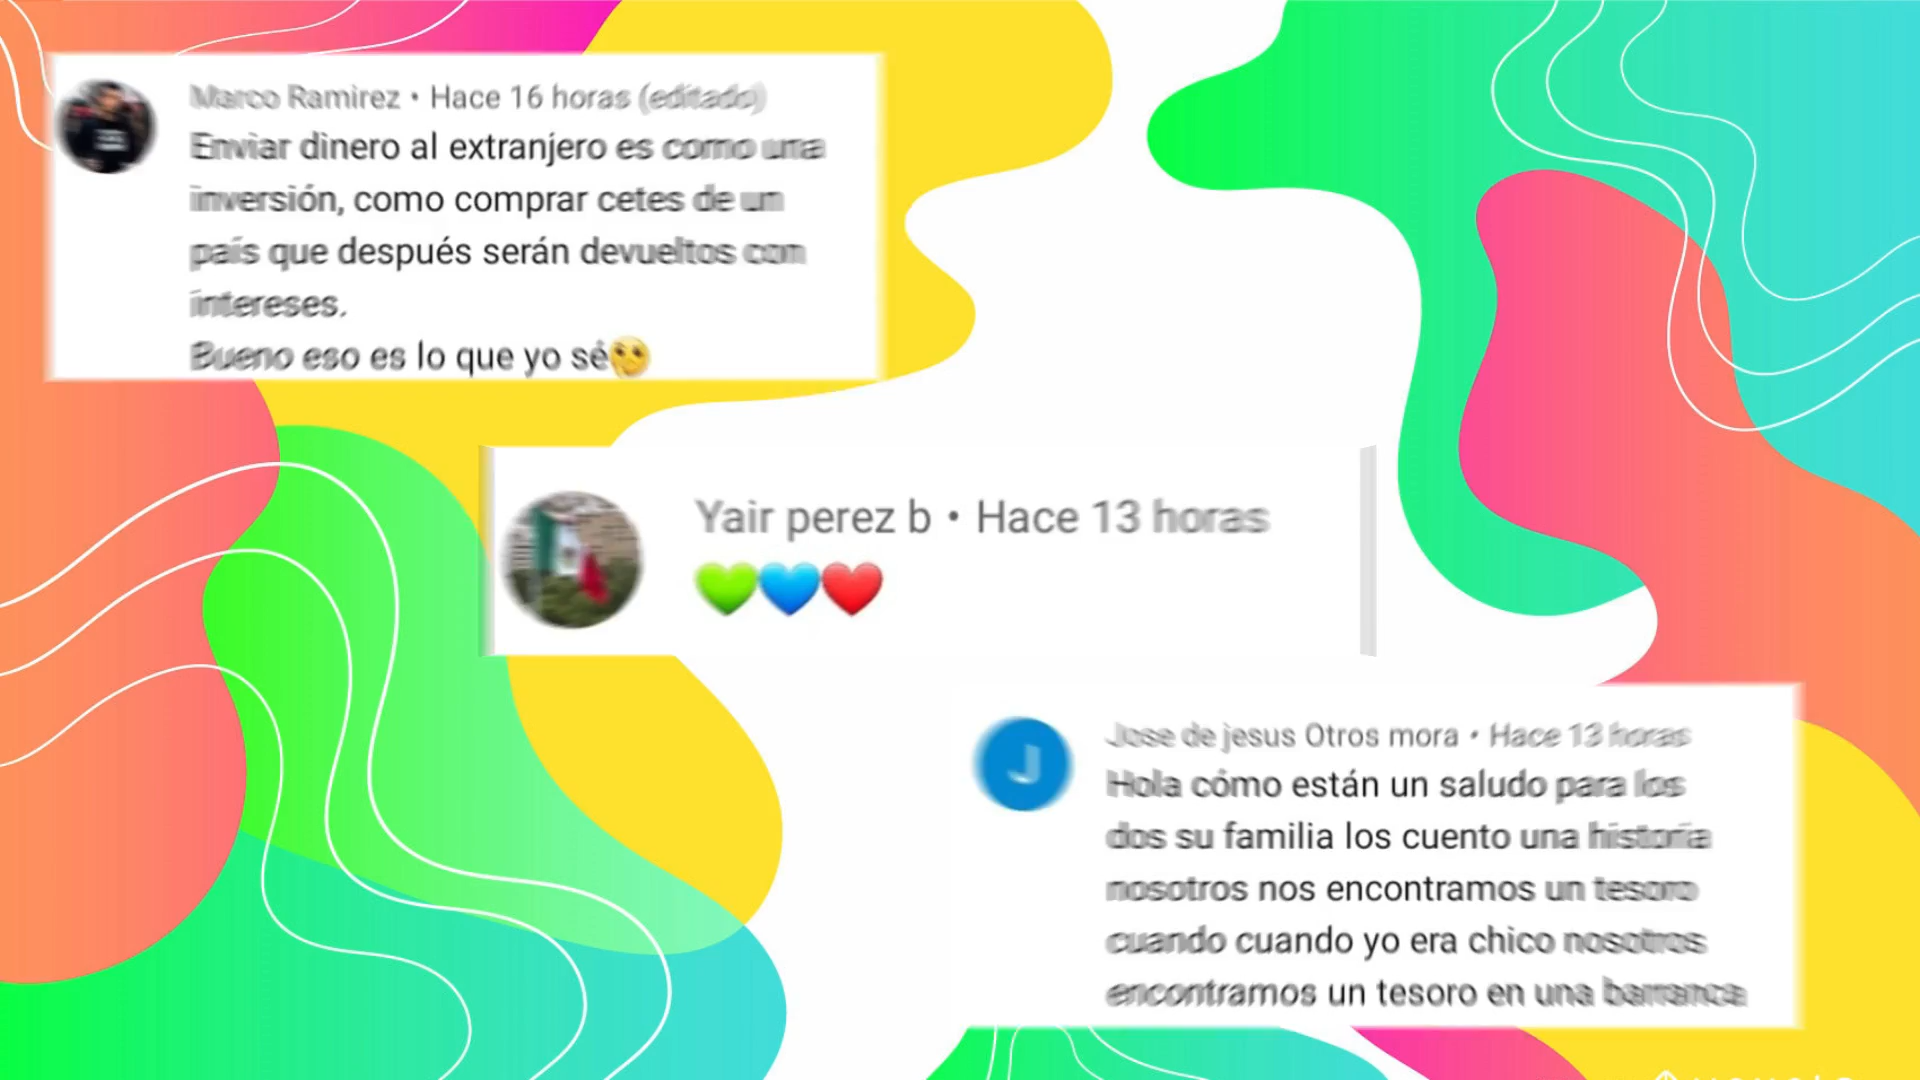 Marco Ramirez • Hace 16 horas (editado)
Enviar dinero al extranjero es como una
inversión, como comprar cetes de un
país que después serán devueltos con
intereses.
Bueno eso es lo que yo sé🤔
Yair perez b • Hace 13 horas
💚💙❤️
J
Jose de jesus Otros mora • Hace 13 horas
Hola cómo están un saludo para los
dos su familia los cuento una historia
nosotros nos encontramos un tesoro
cuando cuando yo era chico nosotros
encontramos un tesoro en una barranca